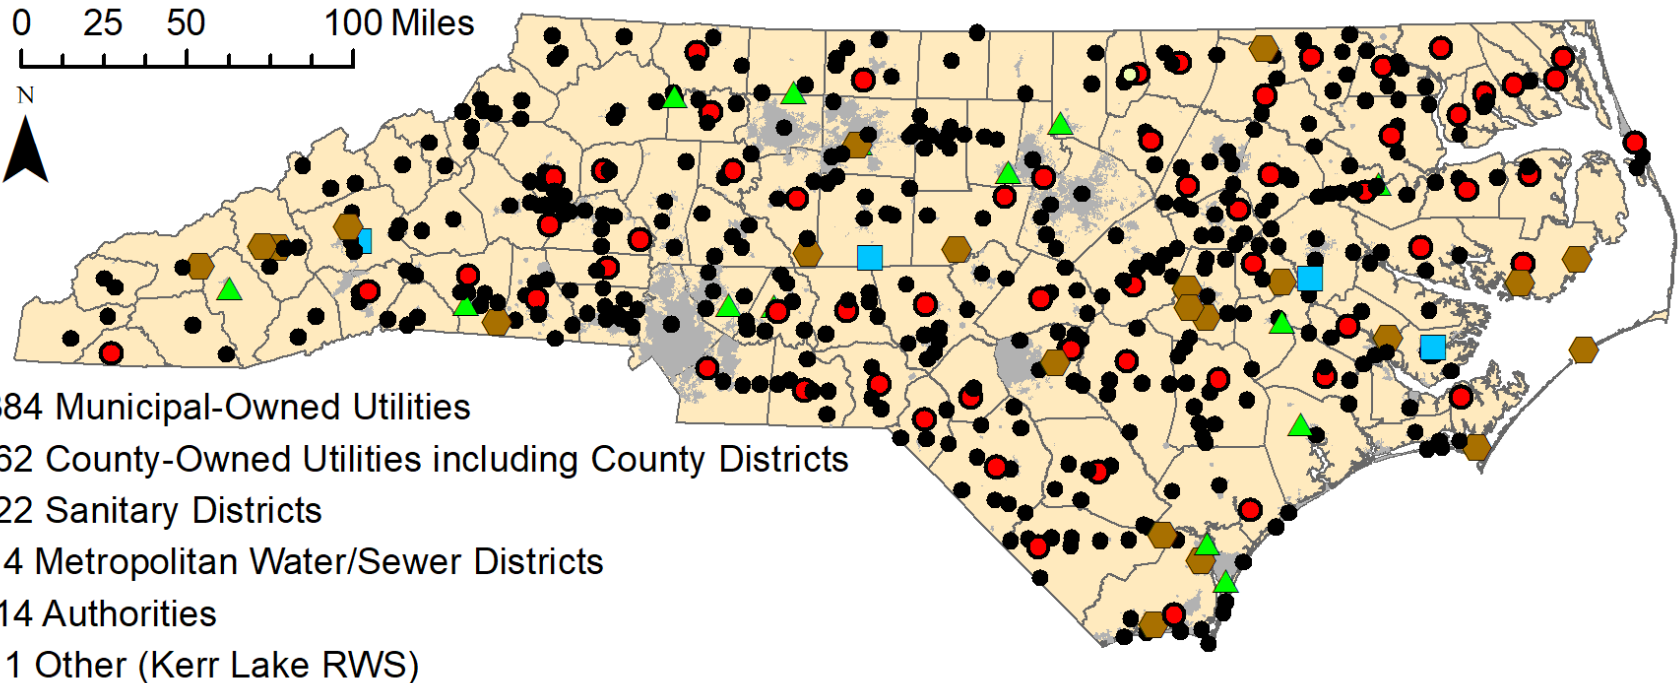 0 25 50 100 Miles
N
384 Municipal-Owned Utilities
62 County-Owned Utilities including County Districts
22 Sanitary Districts
4 Metropolitan Water/Sewer Districts
14 Authorities
1 Other (Kerr Lake RWS)